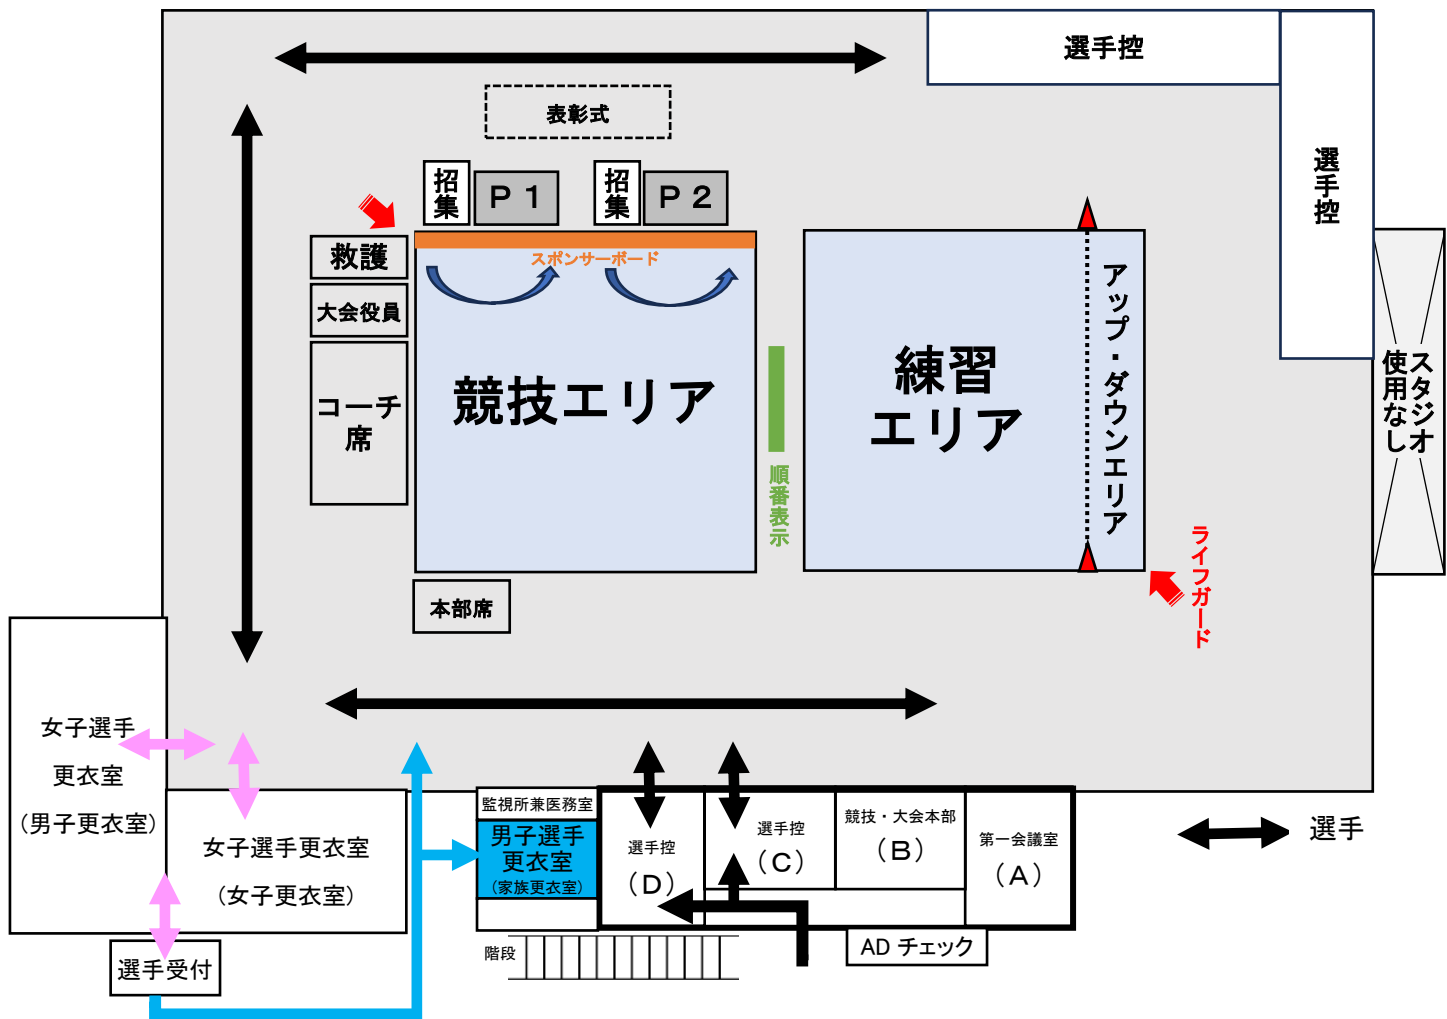 選手控
選手控
表彰式
招集
P 1
招集
P 2
救護
スポンサーボード
大会役員
コーチ
席
競技エリア
順番表示
練習
エリア
アップ・ダウンエリア
スタジオ
使用なし
ライフガード
本部席
女子選手
更衣室
(男子更衣室)
女子選手更衣室
(女子更衣室)
選手受付
監視所兼医務室
男子選手
更衣室
(家族更衣室)
選手控
(D)
選手控
(C)
競技・大会本部
(B)
第一会議室
(A)
選手
階段
AD チェック